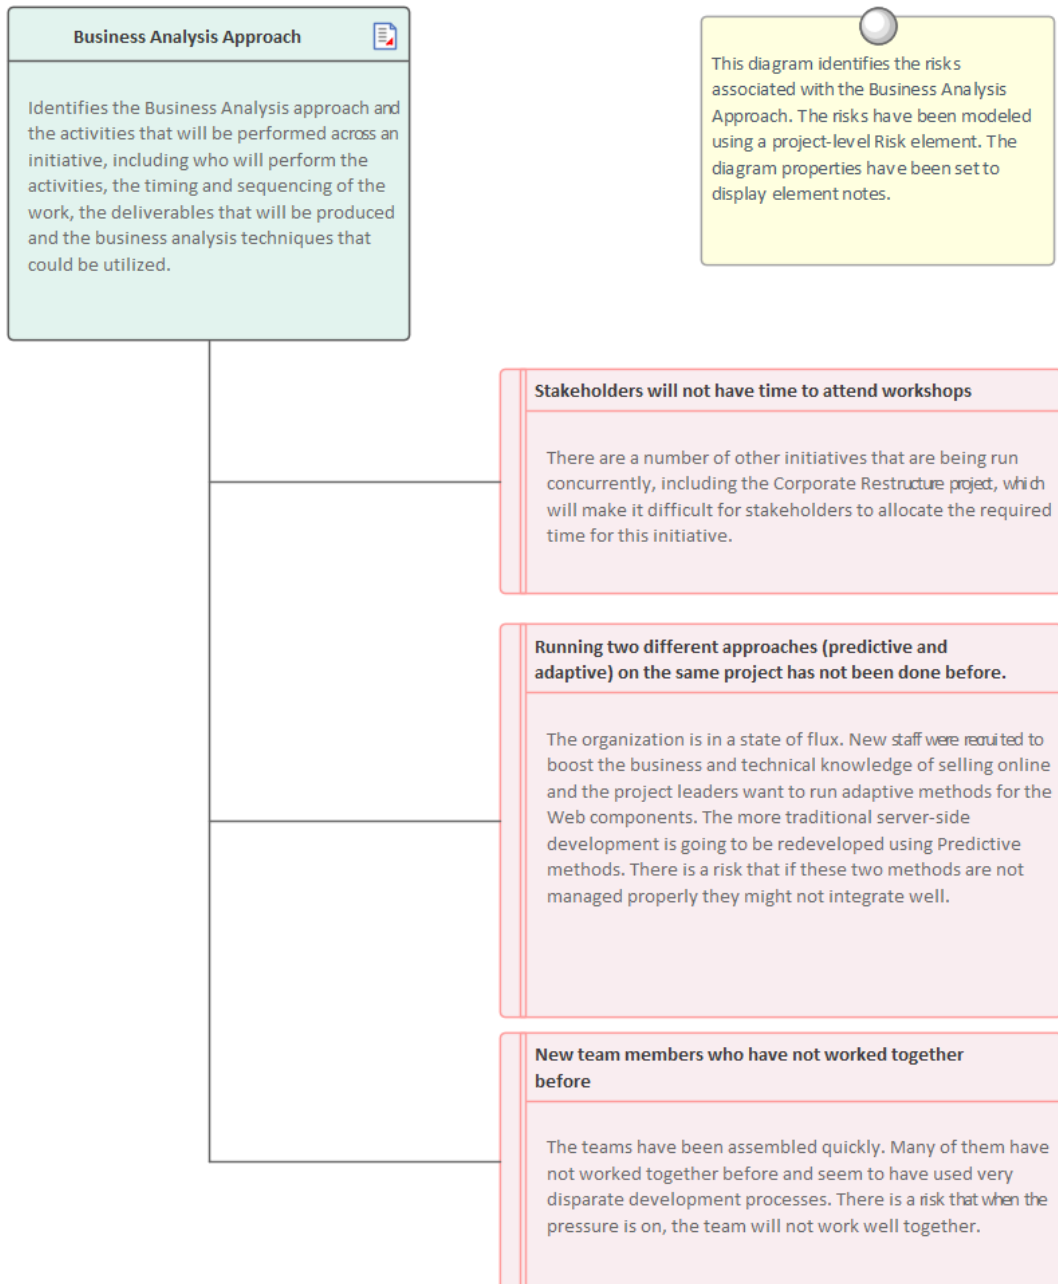 Business Analysis Approach
Identifies the Business Analysis approach and
the activities that will be performed across an
initiative, including who will perform the
activities, the timing and sequencing of the
work, the deliverables that will be produced
and the business analysis techniques that
could be utilized.
This diagram identifies the risks
associated with the Business Analysis
Approach. The risks have been modeled
using a project-level Risk element. The
diagram properties have been set to
display element notes.
Stakeholders will not have time to attend workshops
There are a number of other initiatives that are being run
concurrently, including the Corporate Restructure project, which
will make it difficult for stakeholders to allocate the required
time for this initiative.
Running two different approaches (predictive and
adaptive) on the same project has not been done before.
The organization is in a state of flux. New staff were recruited to
boost the business and technical knowledge of selling online
and the project leaders want to run adaptive methods for the
Web components. The more traditional server-side
development is going to be redeveloped using Predictive
methods. There is a risk that if these two methods are not
managed properly they might not integrate well.
New team members who have not worked together
before
The teams have been assembled quickly. Many of them have
not worked together before and seem to have used very
disparate development processes. There is a risk that when the
pressure is on, the team will not work well together.